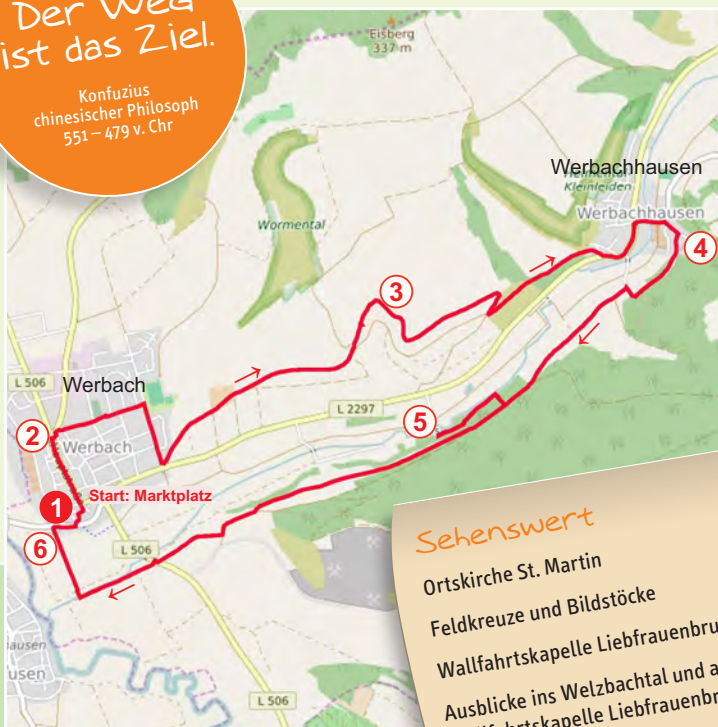 Der Weg
ist das Ziel.
Konfuzius
chinesischer Philosoph
551 – 479 v. Chr
Eisberg
337 m
Werbachhausen
Kleinleiden
Werbachhausen
Wormental
4
3
L 506
Werbach
L 2297
5
2
Werbach
1
Start: Marktplatz
6
L 506
L 506
Sehenswert
Ortskirche St. Martin
Feldkreuze und Bildstöcke
Wallfahrtskapelle Liebfrauenbru
Ausblicke ins Welzbachtal und a